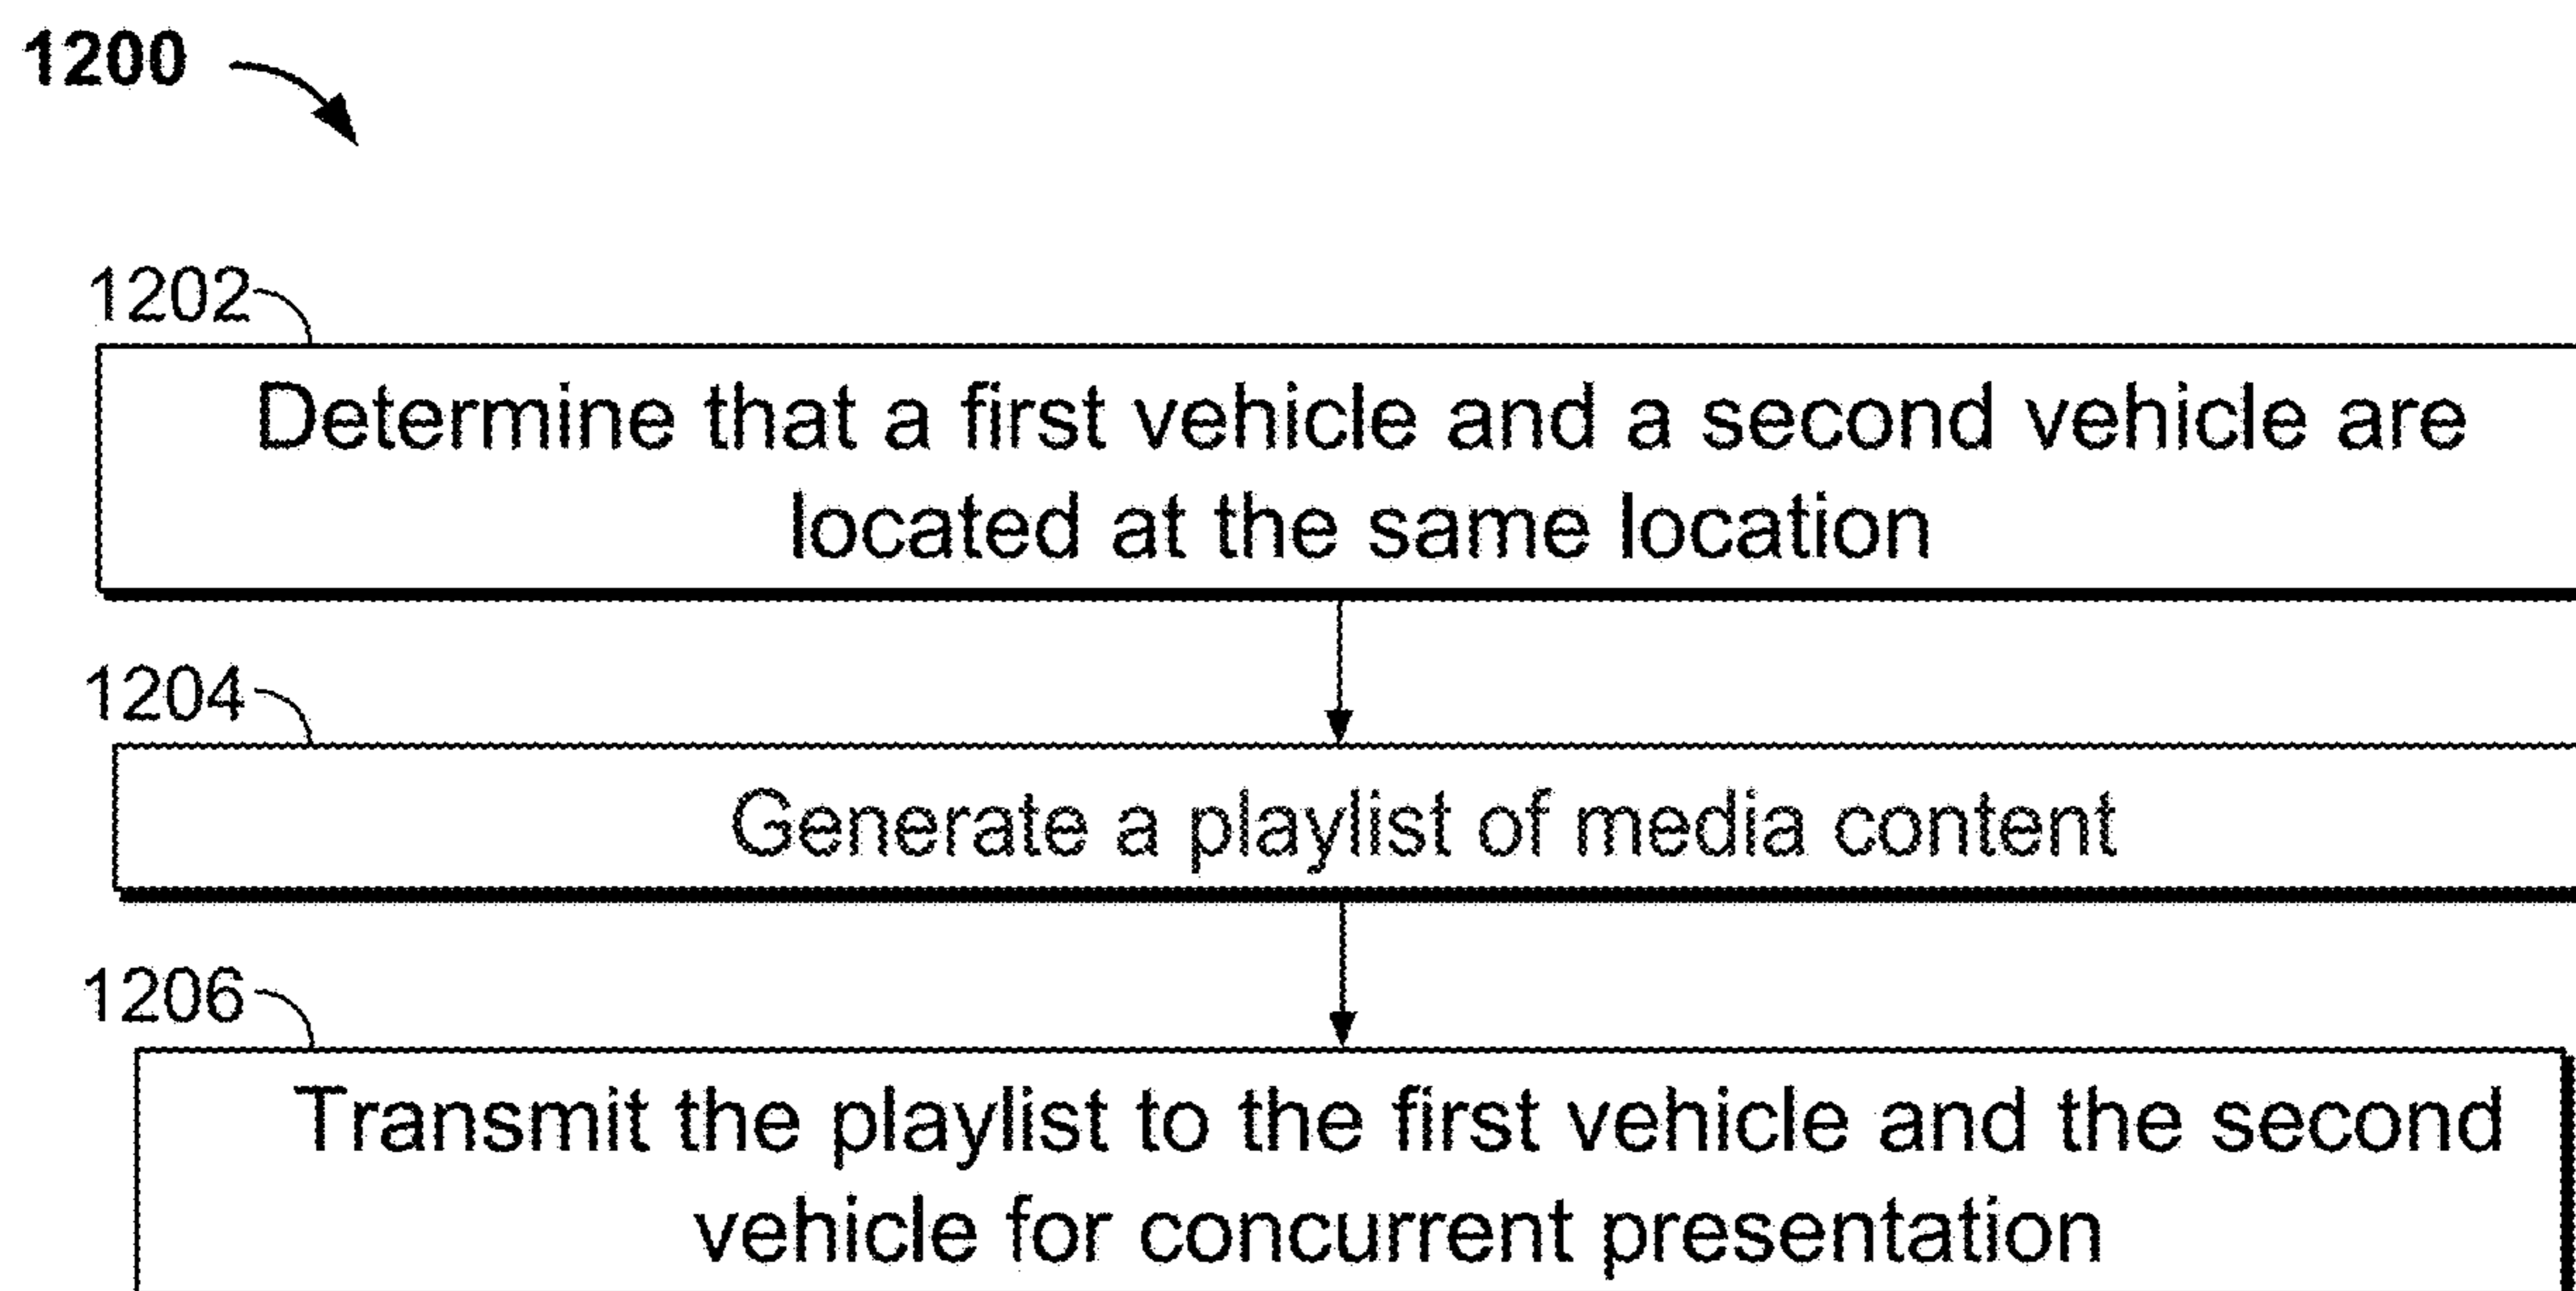 1200
1202
Determine that a first vehicle and a second vehicle are
located at the same location
1204
Generate a playlist of media content
1206
Transmit the playlist to the first vehicle and the second
vehicle for concurrent presentation